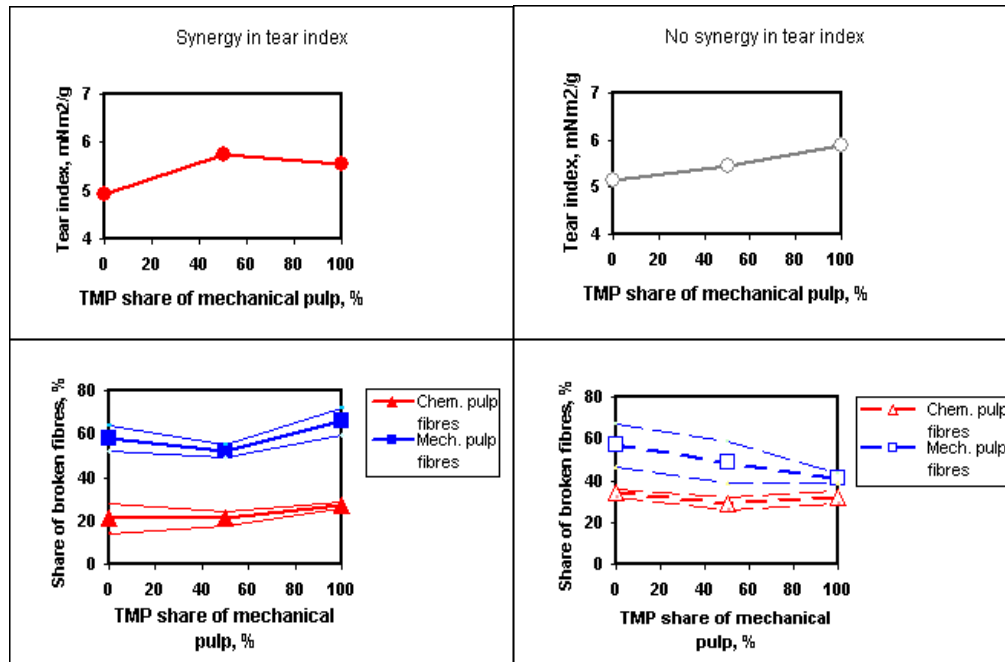 Synergy in tear index
Tear index, mNm2/g
7
6
5
4
0 20 40 60 80 100
TMP share of mechanical pulp, %
No synergy in tear index
Tear index, mNm2/g
7
6
5
4
0 20 40 60 80 100
TMP share of mechanical pulp, %
Share of broken fibres, %
80
60
40
20
0
0 20 40 60 80 100
TMP share of mechanical
pulp, %
Chem. pulp
fibres
Mech. pulp
fibres
Share of broken fibres, %
80
60
40
20
0
0 20 40 60 80 100
TMP share of mechanical
pulp, %
Chem. pulp
fibres
Mech. pulp
fibres